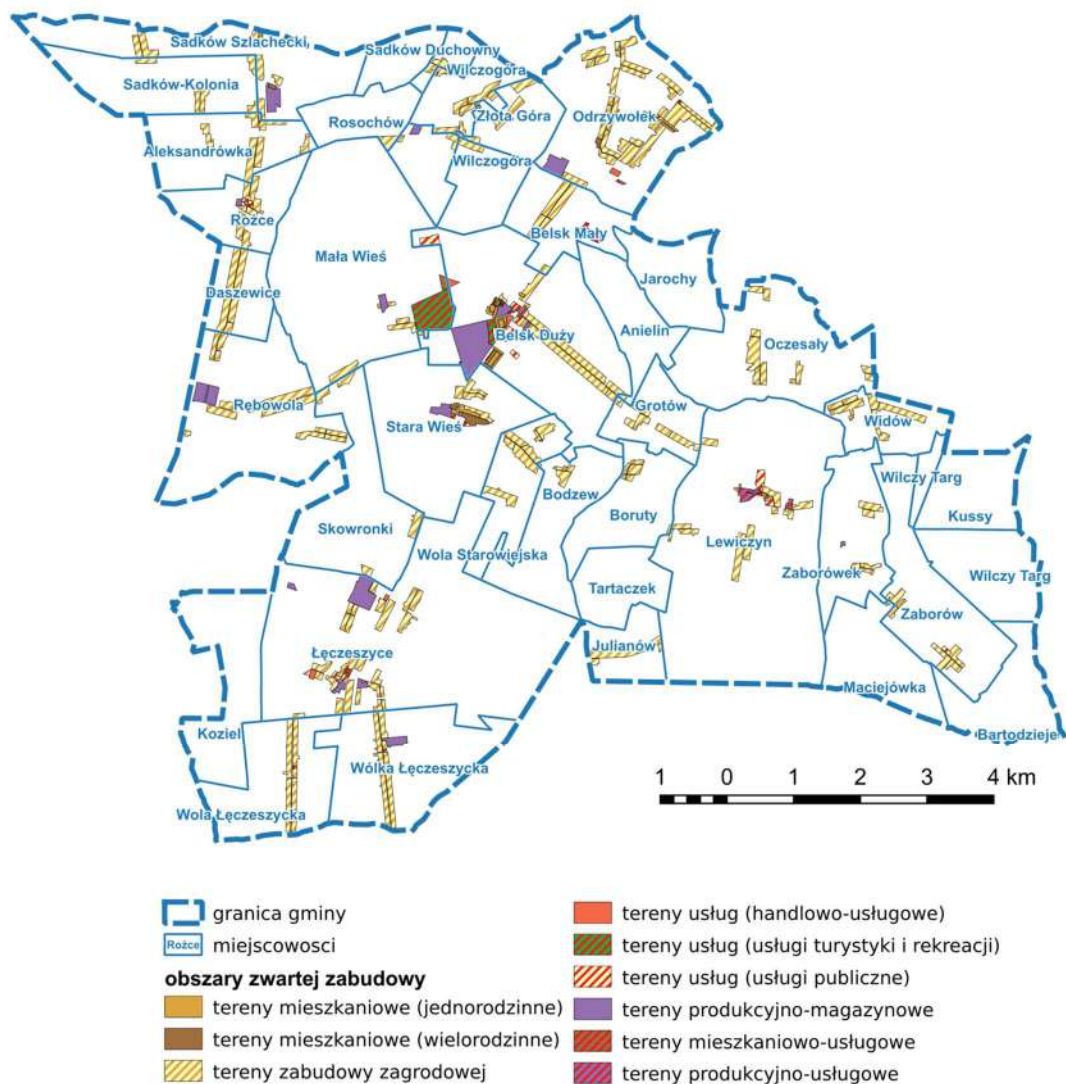 Sadków Szlachecki
Sadków Duchowny
Wilczogóra
Sadków-Kolonia
Złota Góra
Odrzywołek
Rosochów
Aleksandrówka
Wilczogóra
Rożce
Belsk Mały
Mała Wieś
Jarochy
Daszewice
Anielin
Belsk Duży
Oczesały
Rębowola
Grotów
Stara Wieś
Widów
Bodzew
Wilczy Targ
Boruty
Kussy
Skowronki
Lewiczyn
Wola Starowiejska
Zaborówek
Wilczy Targ
Tartaczek
Zaborów
Julianów
Łęczeszyce
Maciejówka
Koziel
Bartodzieje
Wólka Łęczeszycka
Wola Łęczeszycka
1 0 1 2 3 4 km
granica gminy
Rożce miejscowosci
obszary zwartej zabudowy
tereny mieszkaniowe (jednorodzinne)
tereny mieszkaniowe (wielorodzinne)
tereny zabudowy zagrodowej
tereny usług (handlowo-usługowe)
tereny usług (usługi turystyki i rekreacji)
tereny usług (usługi publiczne)
tereny produkcyjno-magazynowe
tereny mieszkaniowo-usługowe
tereny produkcyjno-usługowe